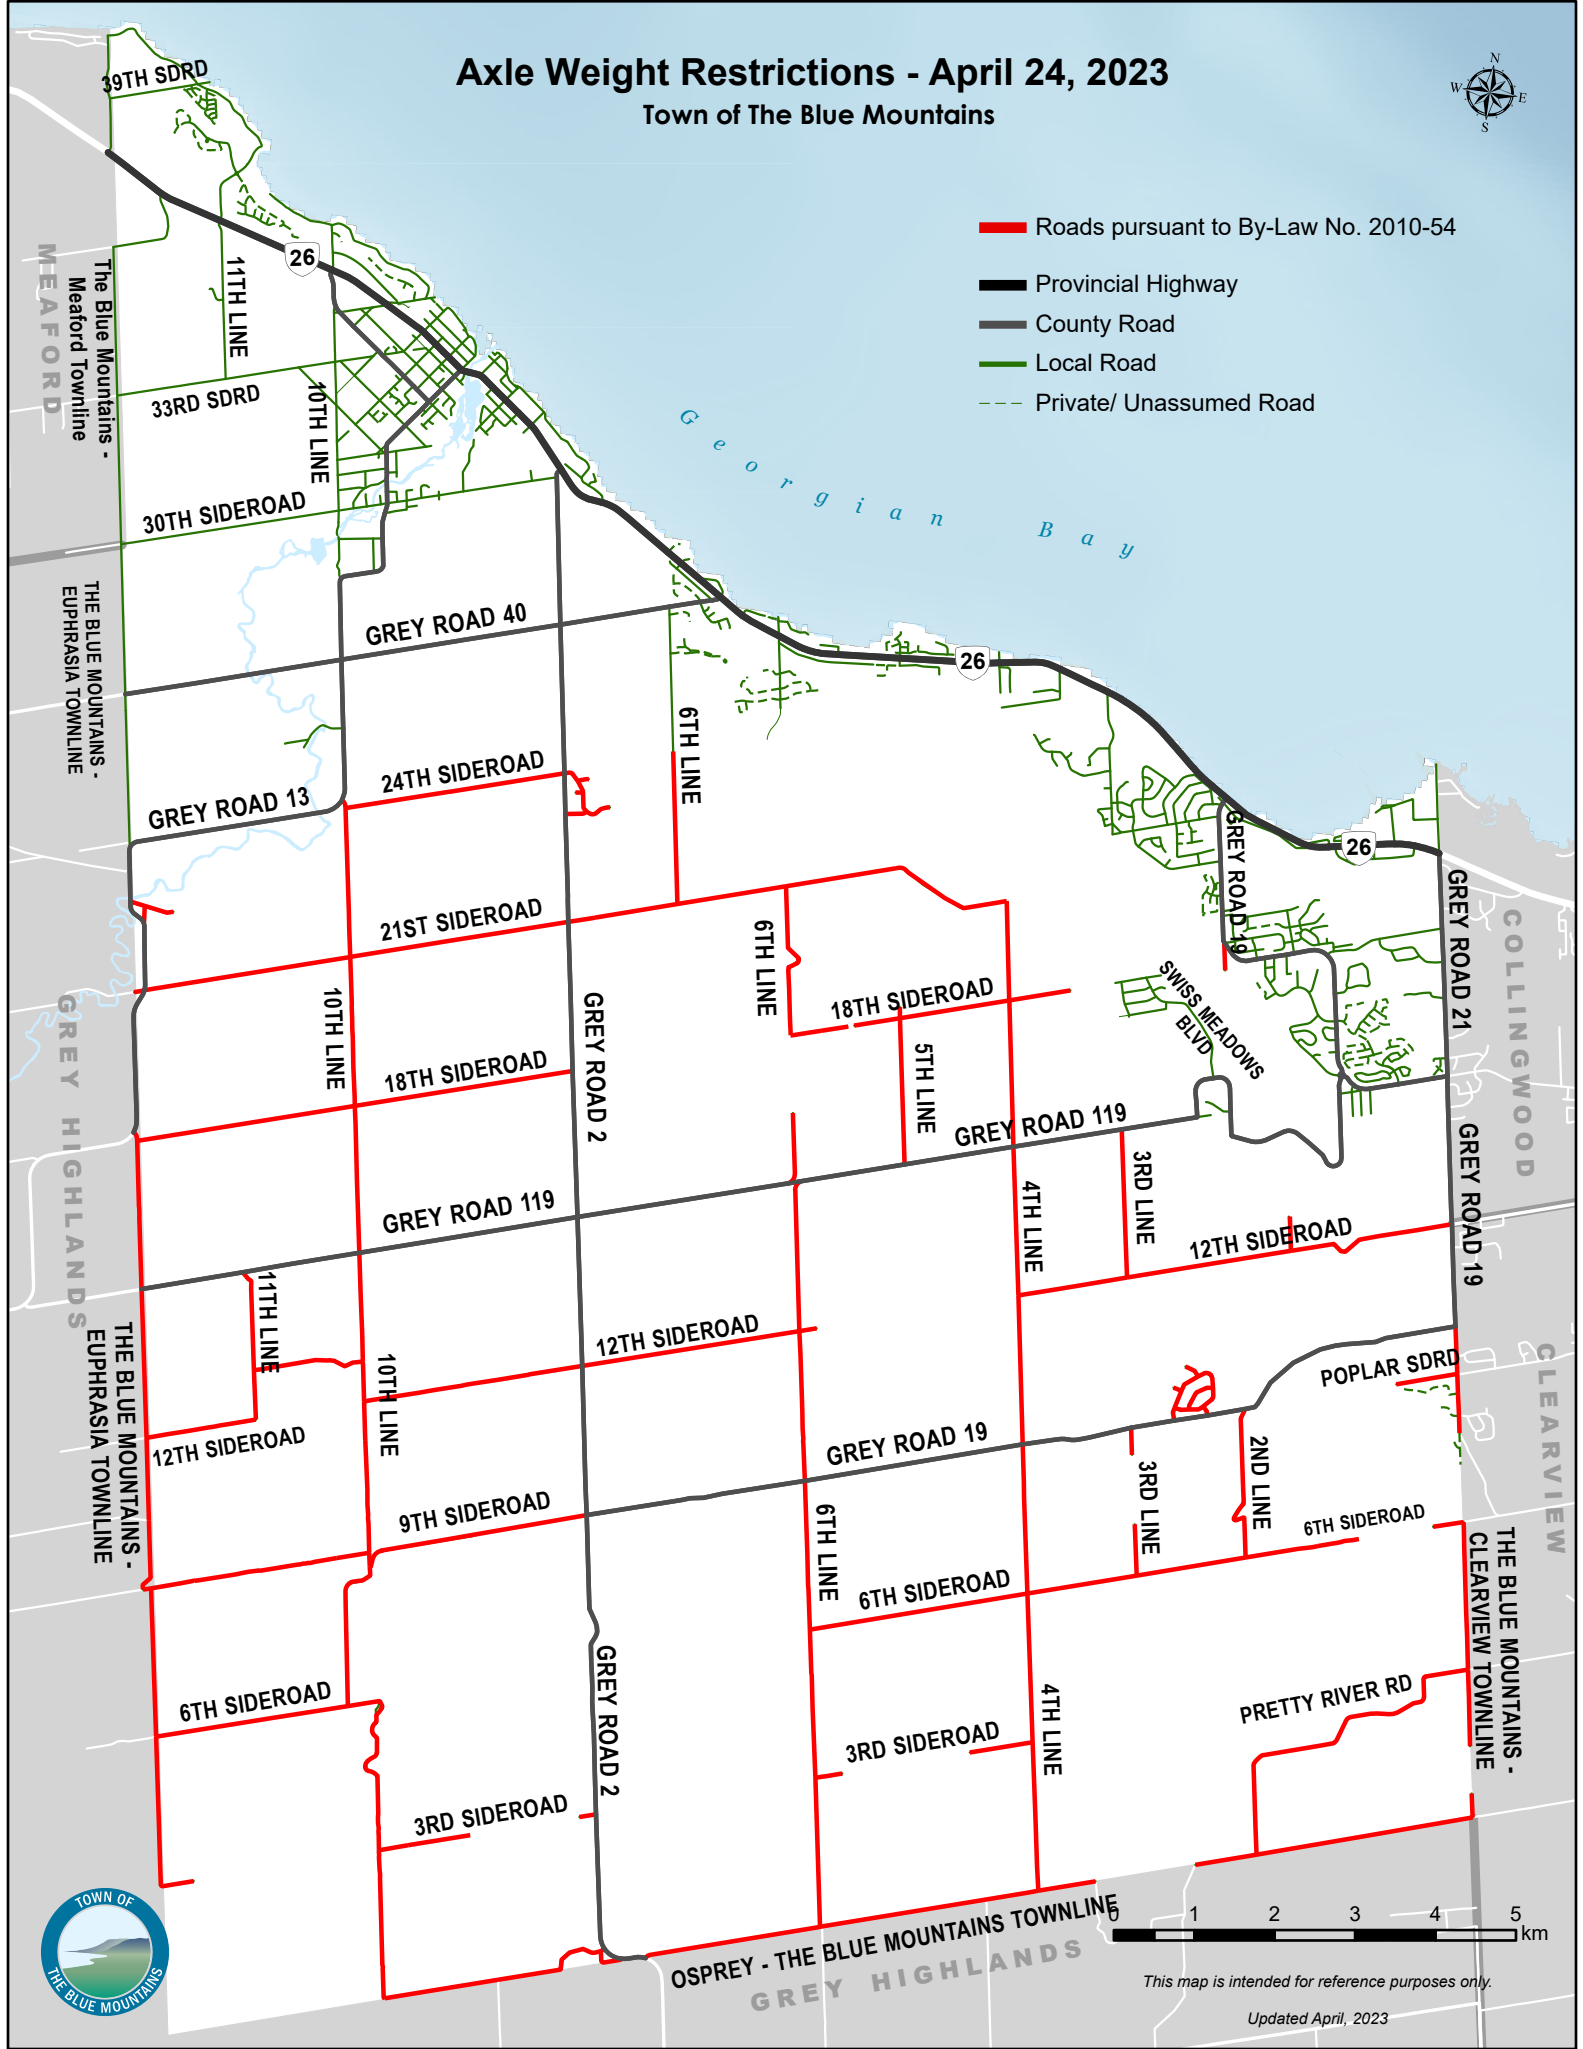 Axle Weight Restrictions - April 24, 2023
Town of The Blue Mountains
N
W
E
S
Roads pursuant to By-Law No. 2010-54
Provincial Highway
County Road
Local Road
Private/ Unassumed Road
39TH SDRD
26
11TH LINE
MEAFORD
The Blue Mountains -
Meaford Townline
33RD SDRD
10TH LINE
30TH SIDEROAD
Georgian Bay
THE BLUE MOUNTAINS -
EUPHRASIA TOWNLINE
GREY ROAD 40
26
6TH LINE
24TH SIDEROAD
GREY ROAD 13
GREY ROAD 19
26
GREY ROAD 21
COLLINGWOOD
21ST SIDEROAD
6TH LINE
10TH LINE
GREY ROAD 2
18TH SIDEROAD
SWISS MEADOWS
BLVD
5TH LINE
18TH SIDEROAD
GREY HIGHLANDS
GREY ROAD 119
3RD LINE
4TH LINE
GREY ROAD 19
GREY ROAD 119
12TH SIDEROAD
11TH LINE
THE BLUE MOUNTAINS -
EUPHRASIA TOWNLINE
12TH SIDEROAD
10TH LINE
12TH SIDEROAD
POPLAR SDRD
CLEARVIEW
GREY ROAD 19
2ND LINE
3RD LINE
9TH SIDEROAD
6TH LINE
6TH SIDEROAD
6TH SIDEROAD
THE BLUE MOUNTAINS -
CLEARVIEW TOWNLINE
6TH SIDEROAD
GREY ROAD 2
4TH LINE
PRETTY RIVER RD
3RD SIDEROAD
3RD SIDEROAD
OSPREY - THE BLUE MOUNTAINS TOWNLINE
GREY HIGHLANDS
TOWN OF
THE BLUE MOUNTAINS
0 1 2 3 4 5
km
This map is intended for reference purposes only.
Updated April, 2023